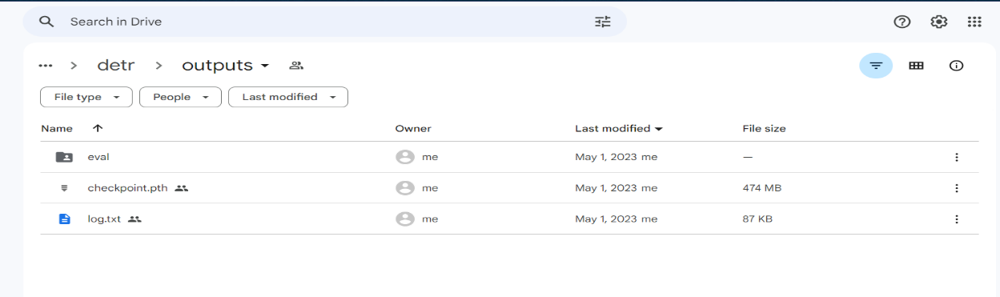 Search in Drive
detr outputs
File type People Last modified
Name Owner Last modified File size
eval me May 1, 2023 me —
checkpoint.pth me May 1, 2023 me 474 MB
log.txt me May 1, 2023 me 87 KB